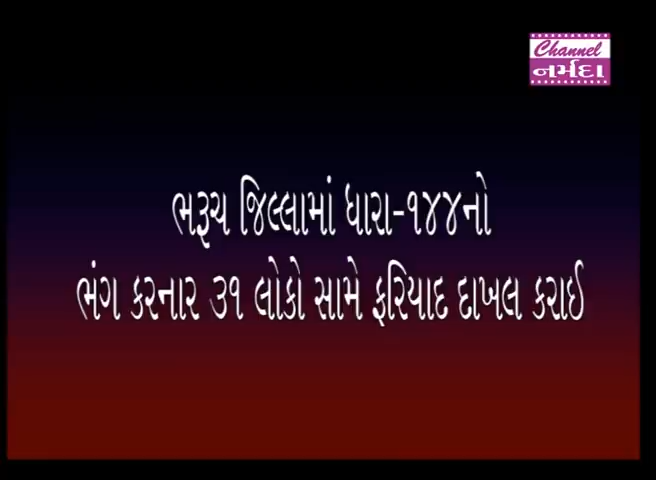 Channel
નર્મદા
ભરૂચ જિલ્લામાં ધારા-૧૪૪નો
ભંગ કરનાર ૩૧ લોકો સામે ફરિયાદ દાખલ કરાઈ